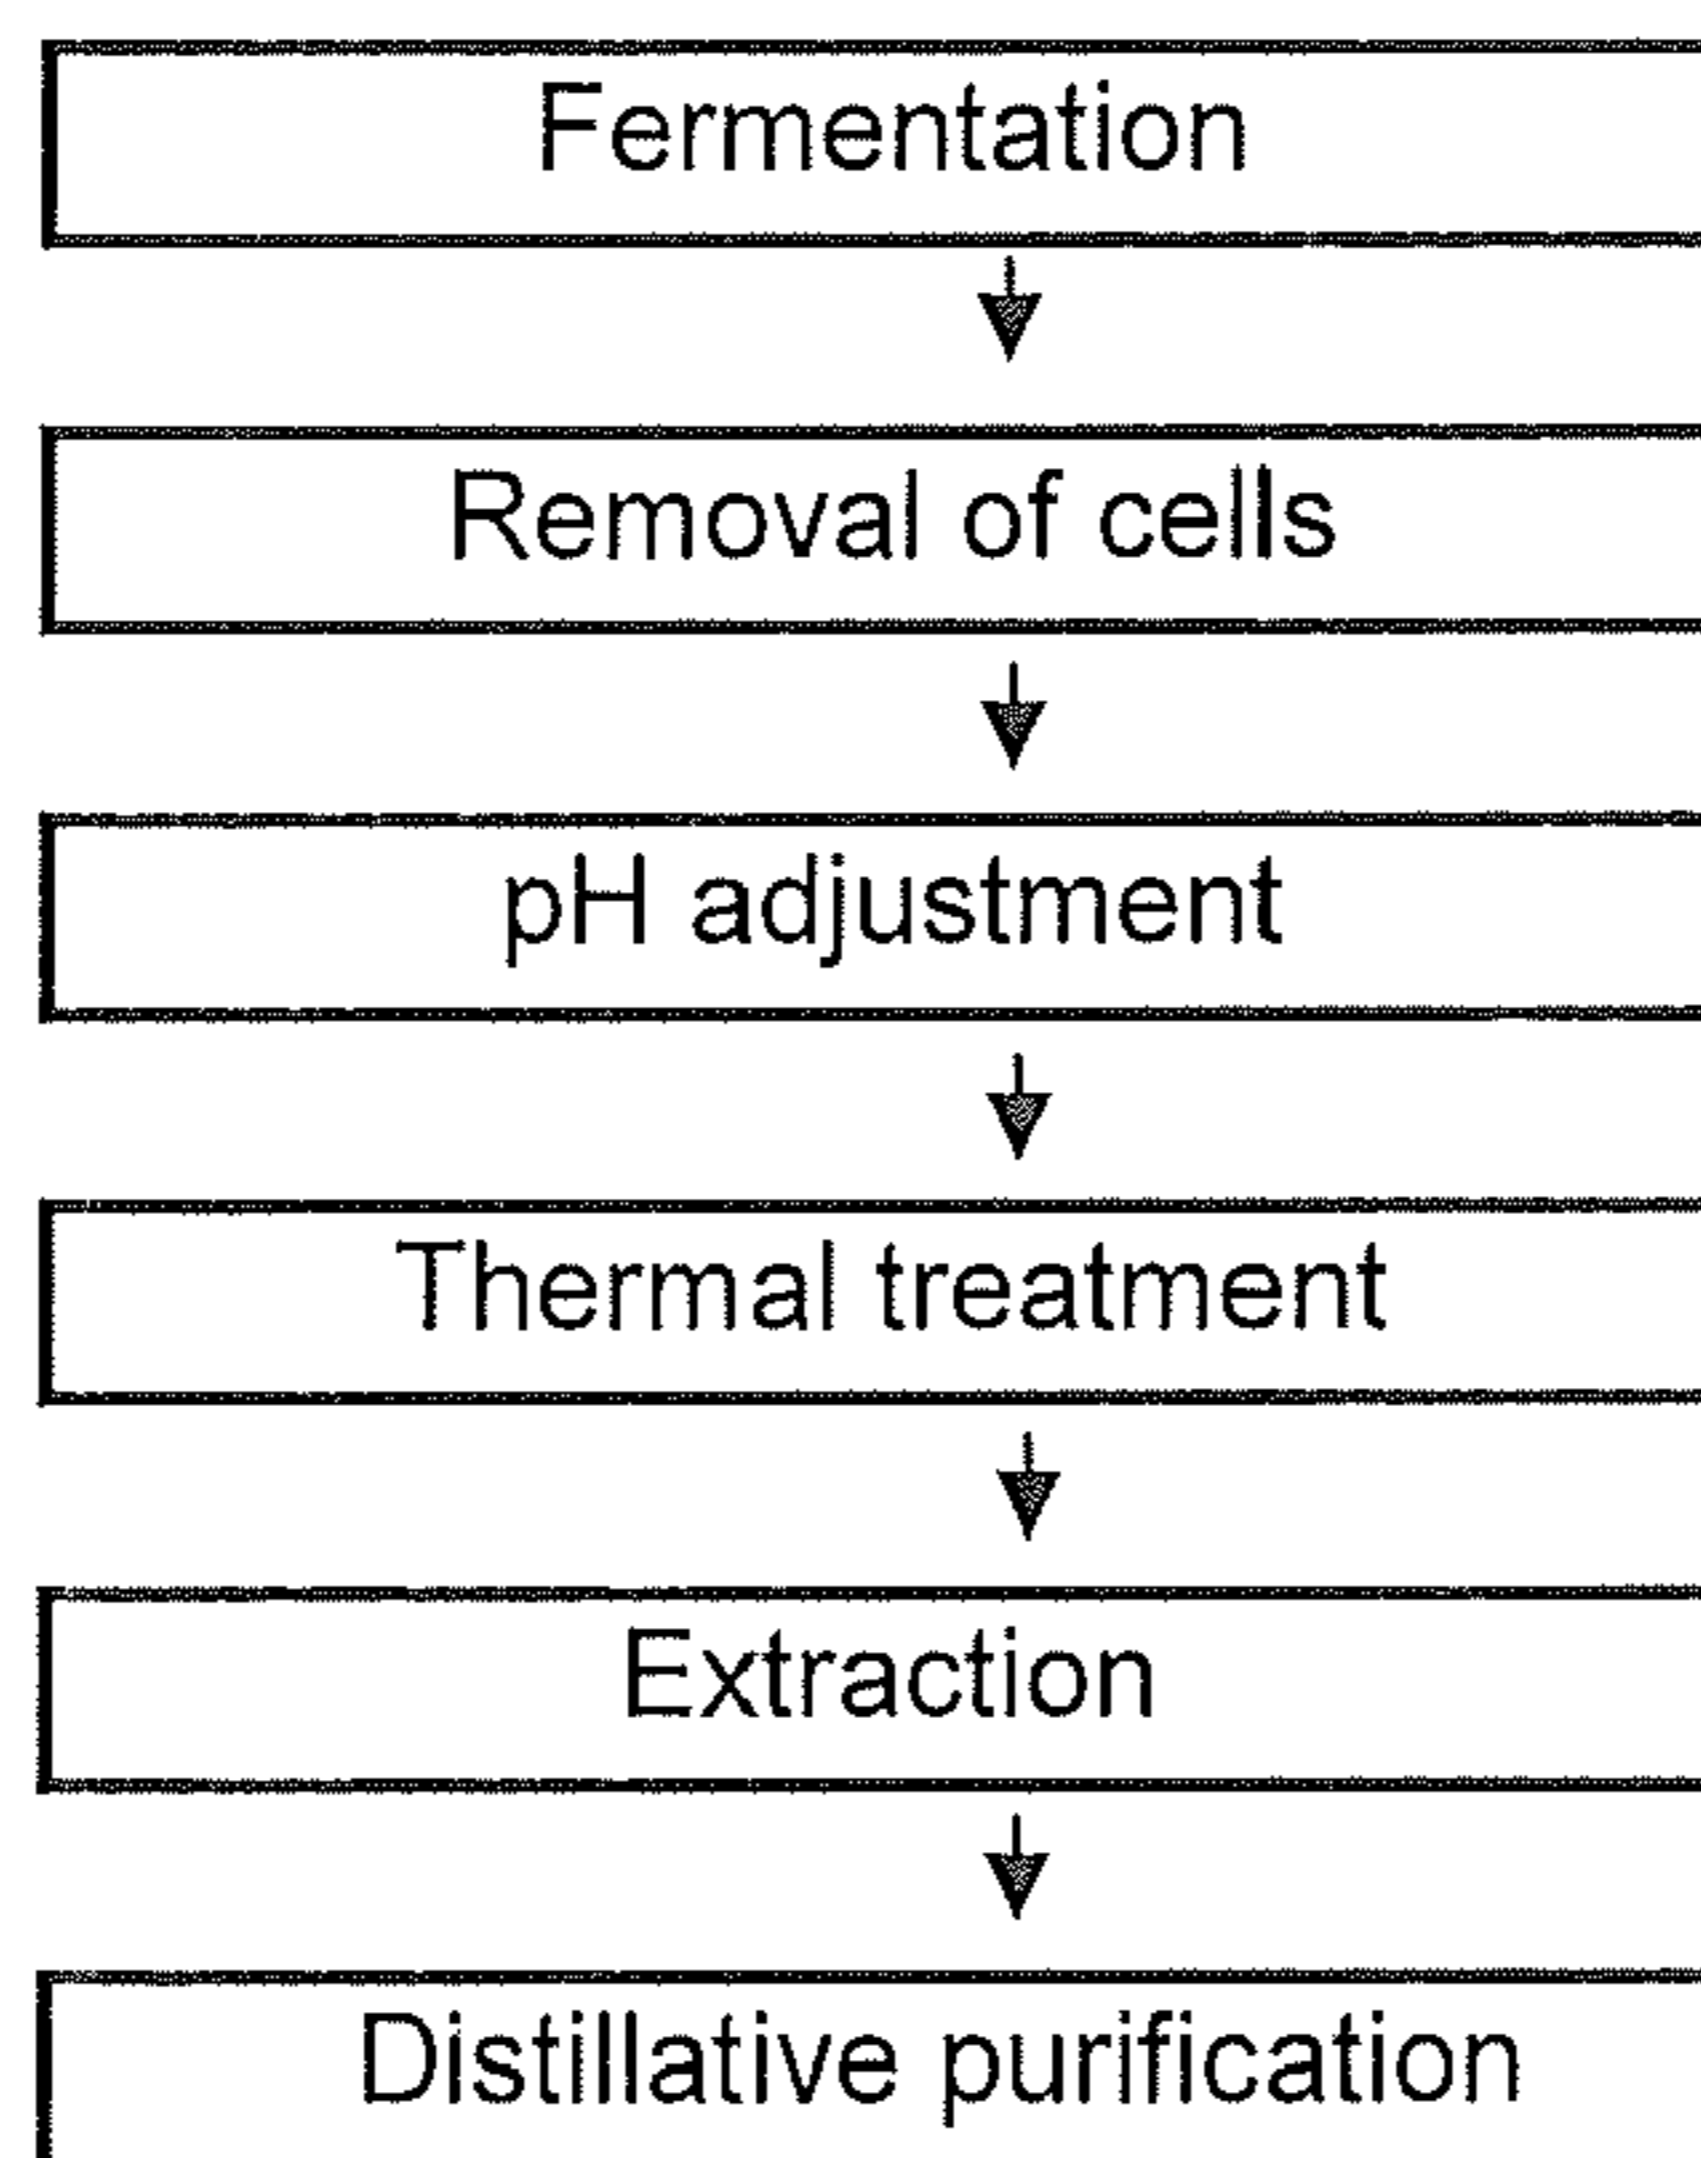 Fermentation
Removal of cells
pH adjustment
Thermal treatment
Extraction
Distillative purification